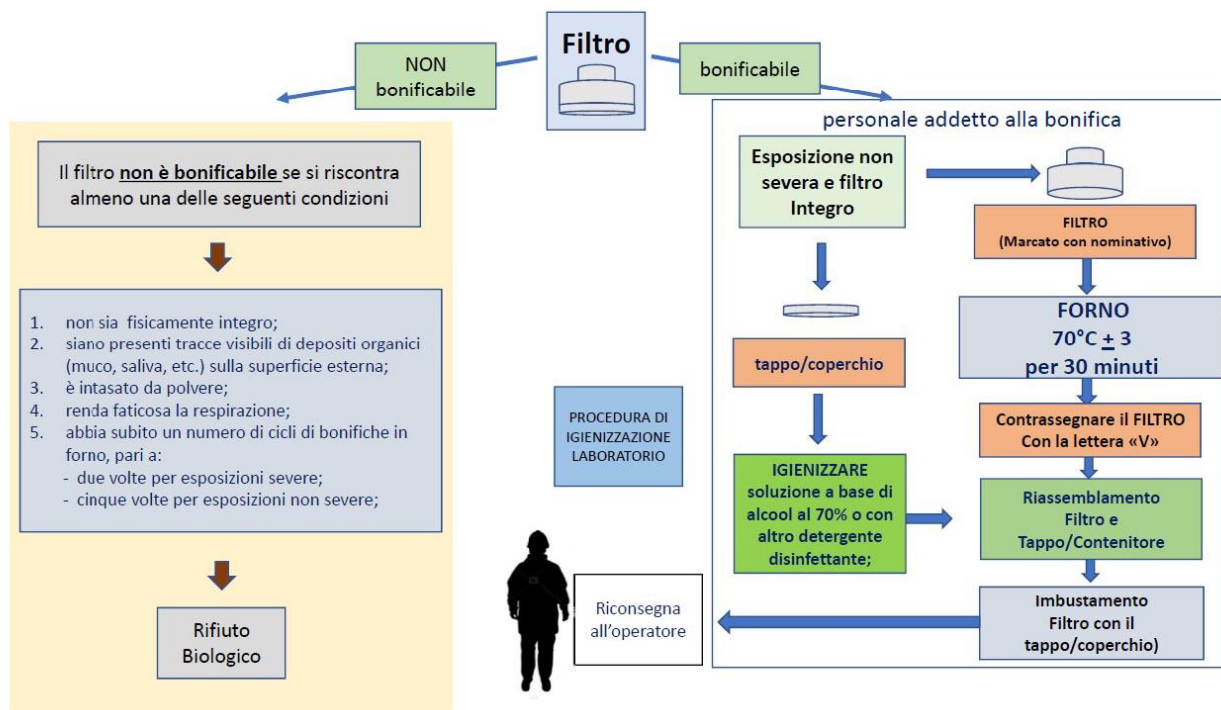 Filtro
NON
bonificabile
bonificabile
Il filtro non è bonificabile se si riscontra
almeno una delle seguenti condizioni
1. non sia fisicamente integro;
2. siano presenti tracce visibili di depositi organici
(muco, saliva, etc.) sulla superficie esterna;
3. è intasato da polvere;
4. renda faticosa la respirazione;
5. abbia subito un numero di cicli di bonifiche in
forno, pari a:
- due volte per esposizioni severe;
- cinque volte per esposizioni non severe;
Rifiuto
Biologico
PROCEDURA DI
IGIENIZZAZIONE
LABORATORIO
personale addetto alla bonifica
Esposizione non
severa e filtro
Integro
tappo/coperchio
IGIENIZZARE
soluzione a base di
alcool al 70% o con
altro detergente
disinfettante;
FILTRO
(Marcato con nominativo)
FORNO
70°C ± 3
per 30 minuti
Contrassegnare il FILTRO
Con la lettera «V»
Riassemblamento
Filtro e
Tappo/Contenitore
Imbustamento
Filtro con il
tappo/coperchio)
Riconsegna
all'operatore